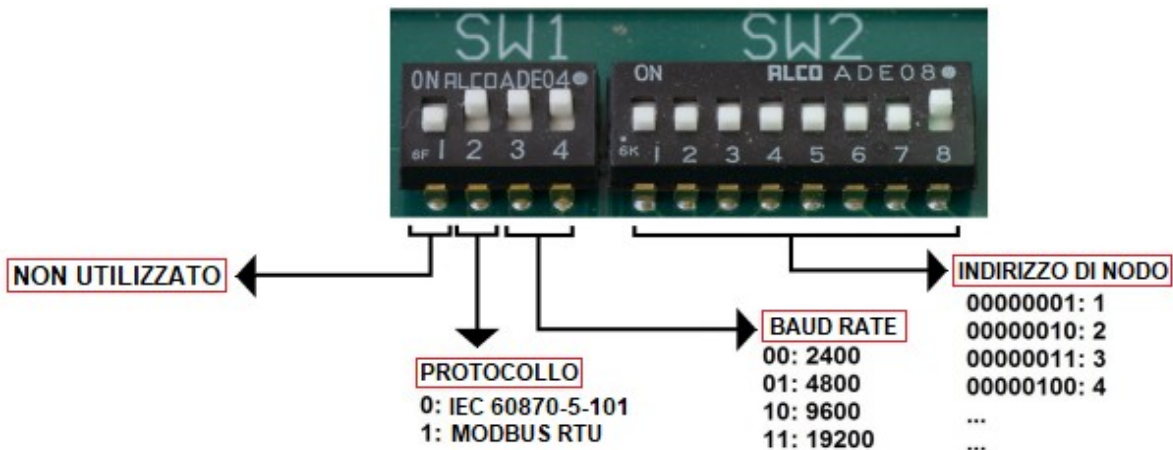 SW1 SW2
ON ALCO ADE04
6F 1 2 3 4
ON ALCO ADE08
6K 1 2 3 4 5 6 7 8
NON UTILIZZATO
PROTOCOLLO
0: IEC 60870-5-101
1: MODBUS RTU
BAUD RATE
00: 2400
01: 4800
10: 9600
11: 19200
INDIRIZZO DI NODO
00000001: 1
00000010: 2
00000011: 3
00000100: 4
...
...